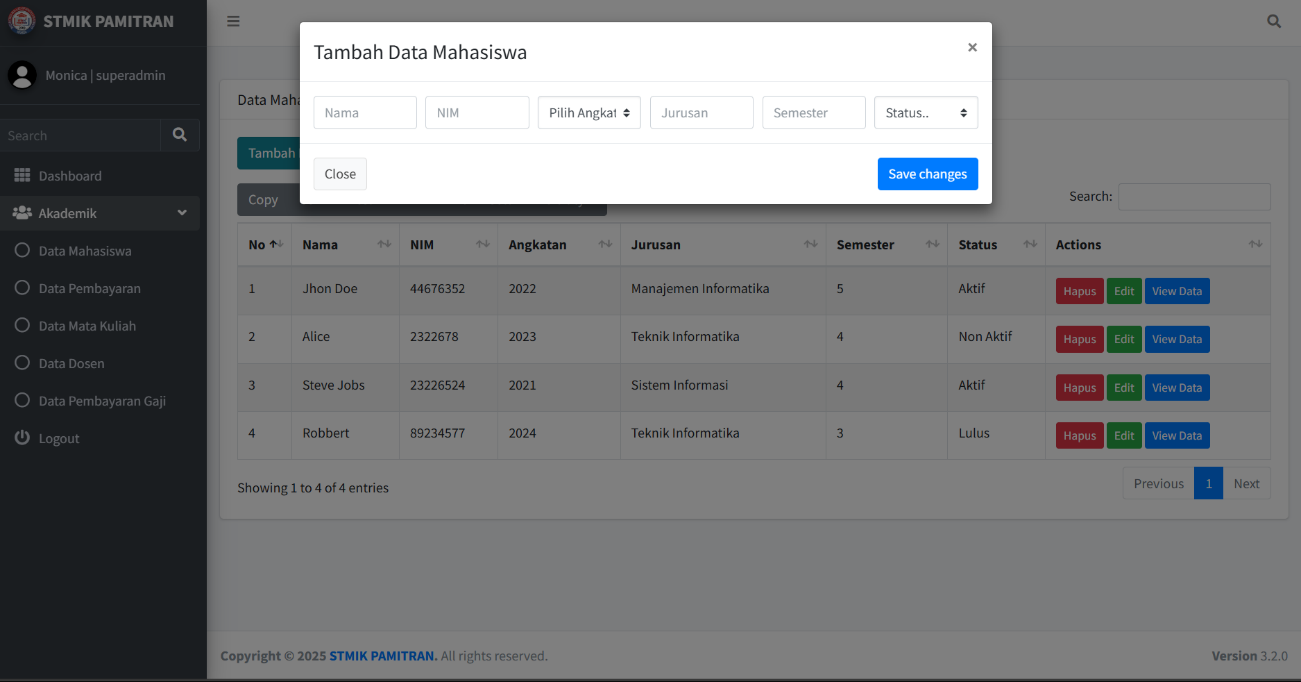 STMIK PAMITRAN
Monica | superadmin
Search
Dashboard
Akademik
Data Mahasiswa
Data Pembayaran
Data Mata Kuliah
Data Dosen
Data Pembayaran Gaji
Logout
Tambah Data Mahasiswa
×
Nama NIM Pilih Angkat Jurusan Semester Status..
Close Save changes
Data Maha
Tambah
Copy
Search:
No Nama NIM Angkatan Jurusan Semester Status Actions
1 Jhon Doe 44676352 2022 Manajemen Informatika 5 Aktif Hapus Edit View Data
2 Alice 2322678 2023 Teknik Informatika 4 Non Aktif Hapus Edit View Data
3 Steve Jobs 23226524 2021 Sistem Informasi 4 Aktif Hapus Edit View Data
4 Robbert 89234577 2024 Teknik Informatika 3 Lulus Hapus Edit View Data
Showing 1 to 4 of 4 entries
Previous 1 Next
Copyright © 2025 STMIK PAMITRAN. All rights reserved.
Version 3.2.0